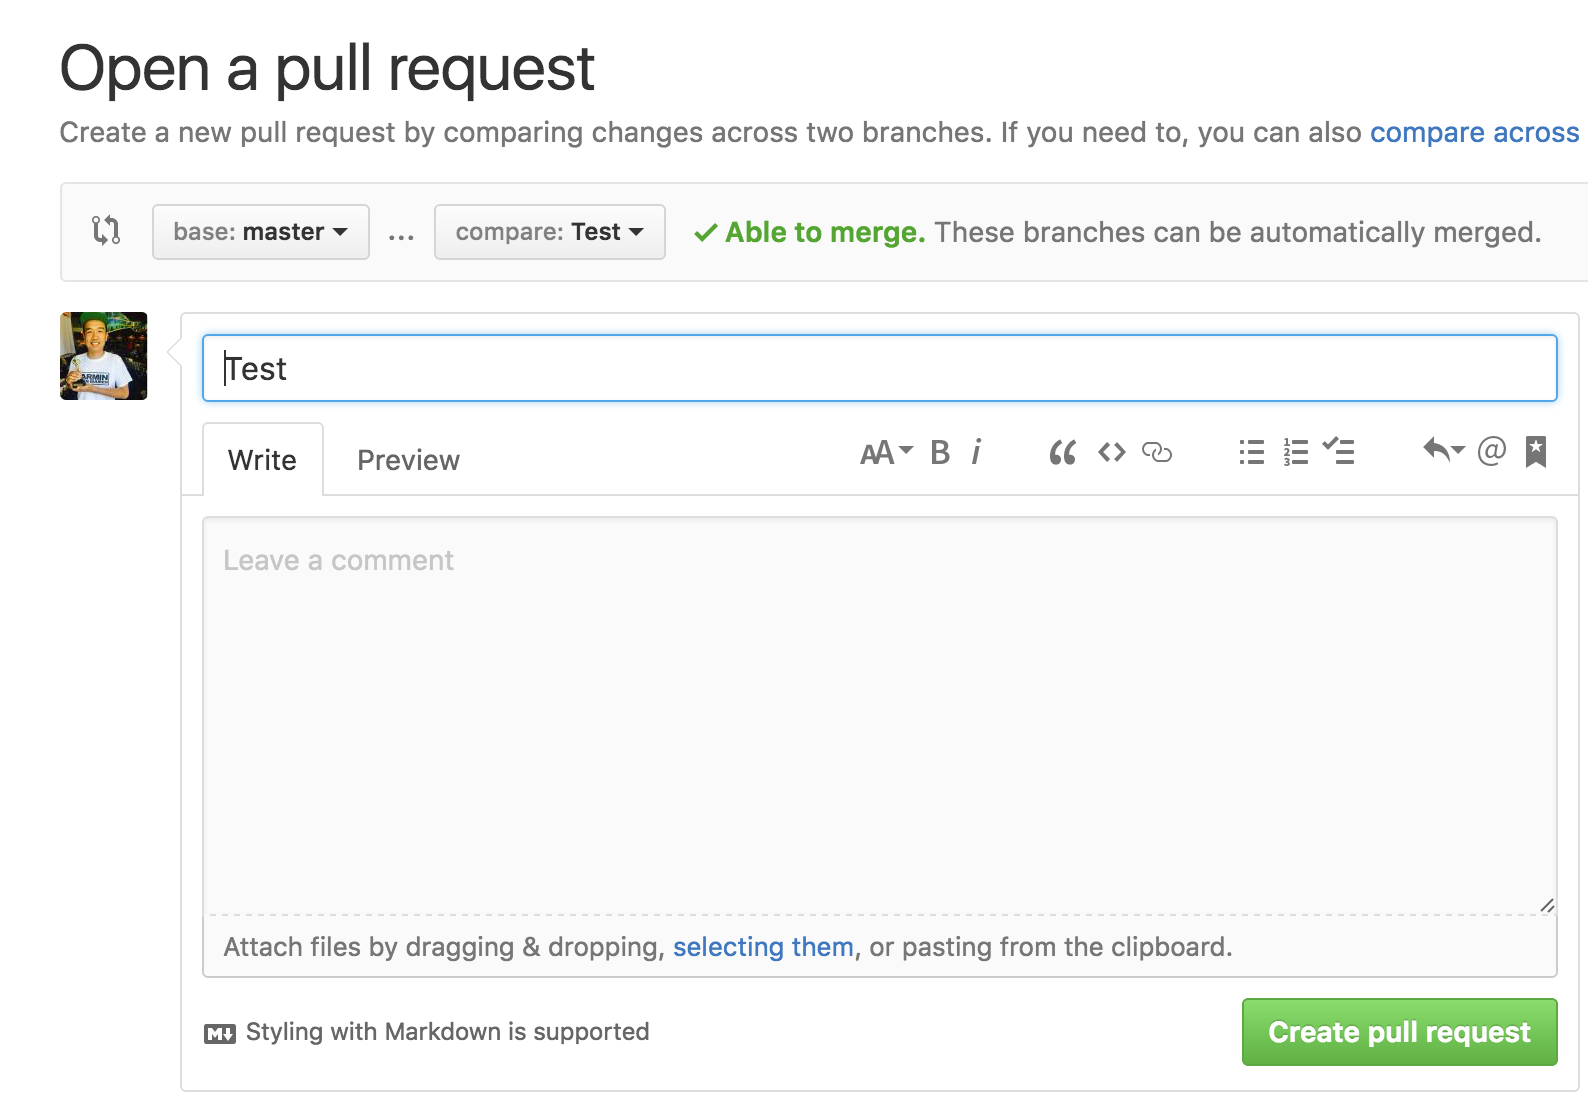 Open a pull request
Create a new pull request by comparing changes across two branches. If you need to, you can also compare across
base: master ... compare: Test Able to merge. These branches can be automatically merged.
ARMIN
Test
Write Preview AA B i “ <> @
Leave a comment
Attach files by dragging & dropping, selecting them, or pasting from the clipboard.
M↓ Styling with Markdown is supported
Create pull request